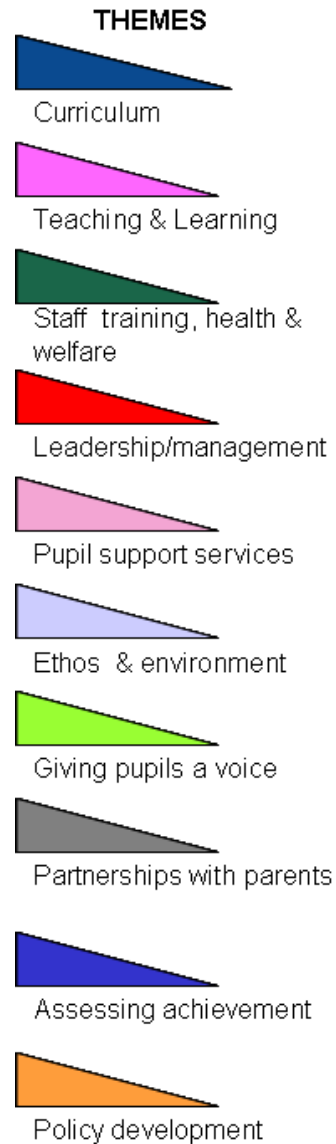 THEMES
Curriculum
Teaching & Learning
Staff training, health &
welfare
Leadership/management
Pupil support services
Ethos & environment
Giving pupils a voice
Partnerships with parents
Assessing achievement
Policy development